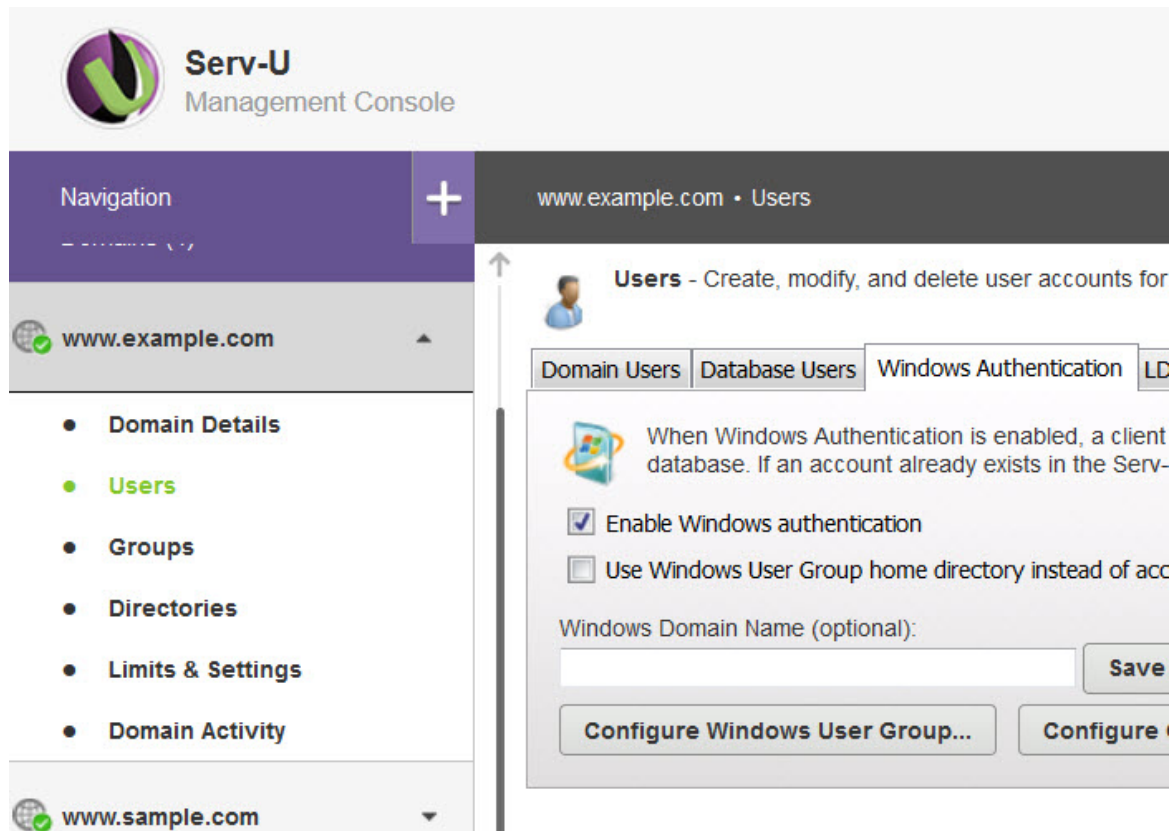 Serv-U
Management Console
Navigation
www.example.com • Users
www.example.com
Domain Details
Users
Groups
Directories
Limits & Settings
Domain Activity
www.sample.com
Users - Create, modify, and delete user accounts for
Domain Users
Database Users
Windows Authentication
LD
When Windows Authentication is enabled, a client
database. If an account already exists in the Serv-
Enable Windows authentication
Use Windows User Group home directory instead of acc
Windows Domain Name (optional):
Save
Configure Windows User Group...
Configure